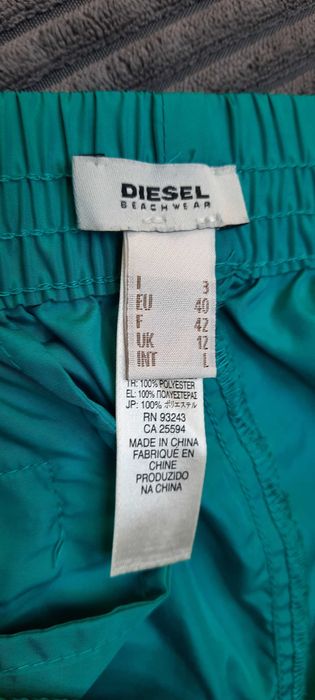 DIESEL
BEACHWEAR
I 3
EU 40
F 42
UK 12
INT L
TR: 100% POLYESTER
EL: 100% ΠΟΛΥΕΣΤΕΡΑΣ
JP: 100% ポリエステル
RN 93243
CA 25594
MADE IN CHINA
FABRIQUÉ EN
CHINE
PRODUZIDO
NA CHINA